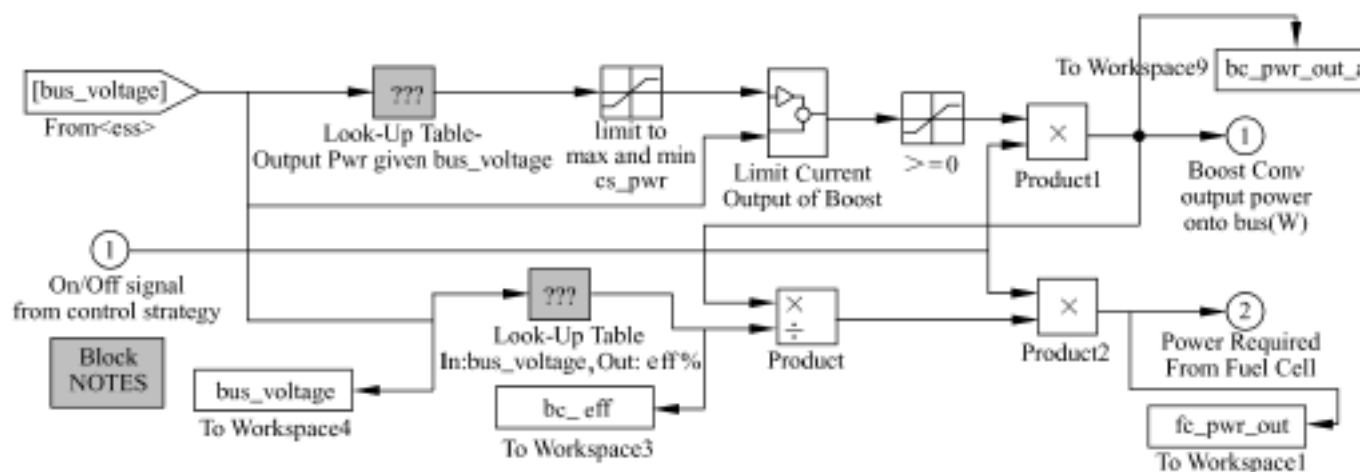 [bus_voltage]
From<ess>
???
Look-Up Table-
Output Pwr given bus_voltage
limit to
max and min
cs_pwr
Limit Current
Output of Boost
>=0
×
Product1
To Workspace9
bc_pwr_out_a
1
Boost Conv
output power
onto bus(W)
1
On/Off signal
from control strategy
Block
NOTES
bus_voltage
To Workspace4
???
Look-Up Table
In:bus_voltage,Out: eff%
bc_ eff
To Workspace3
×
÷
Product
×
Product2
2
Power Required
From Fuel Cell
fc_pwr_out
To Workspace1